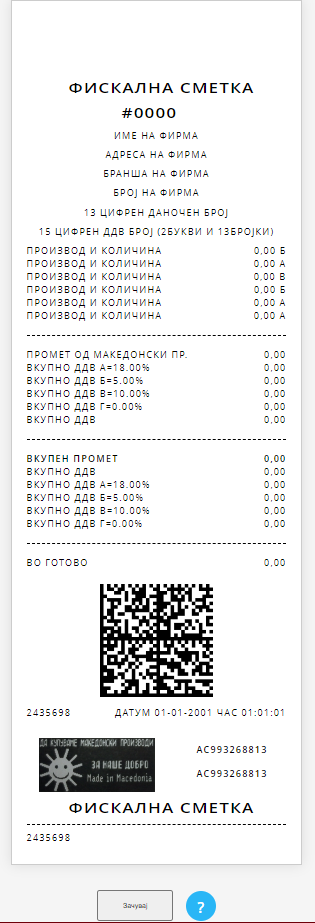 ФИСКАЛНА СМЕТКА
#0000
ИМЕ НА ФИРМА
АДРЕСА НА ФИРМА
БРАНША НА ФИРМА
БРОЈ НА ФИРМА
13 ЦИФРЕН ДАНОЧЕН БРОЈ
15 ЦИФРЕН ДДВ БРОЈ (2БУКВИ И 13БРОЈКИ)
ПРОИЗВОД И КОЛИЧИНА 0,00 Б
ПРОИЗВОД И КОЛИЧИНА 0,00 А
ПРОИЗВОД И КОЛИЧИНА 0,00 В
ПРОИЗВОД И КОЛИЧИНА 0,00 Б
ПРОИЗВОД И КОЛИЧИНА 0,00 А
ПРОИЗВОД И КОЛИЧИНА 0,00 А
ПРОМЕТ ОД МАКЕДОНСКИ ПР. 0,00
ВКУПНО ДДВ А=18.00% 0,00
ВКУПНО ДДВ Б=5.00% 0,00
ВКУПНО ДДВ В=10.00% 0,00
ВКУПНО ДДВ Г=0.00% 0,00
ВКУПНО ДДВ 0,00
ВКУПЕН ПРОМЕТ 0,00
ВКУПНО ДДВ 0,00
ВКУПНО ДДВ А=18.00% 0,00
ВКУПНО ДДВ Б=5.00% 0,00
ВКУПНО ДДВ В=10.00% 0,00
ВКУПНО ДДВ Г=0.00% 0,00
ВО ГОТОВО 0,00
2435698 ДАТУМ 01-01-2001 ЧАС 01:01:01
ДА КУПУВАМЕ МАКЕДОНСКИ ПРОИЗВОДИ
ЗА НАШЕ ДОБРО
Made in Macedonia
AC993268813
AC993268813
ФИСКАЛНА СМЕТКА
2435698
Зачувај
?